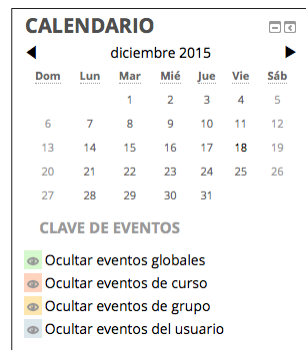 CALENDARIO
diciembre 2015
Dom Lun Mar Mié Jue Vie Sáb
1 2 3 4 5
6 7 8 9 10 11 12
13 14 15 16 17 18 19
20 21 22 23 24 25 26
27 28 29 30 31
CLAVE DE EVENTOS
Ocultar eventos globales
Ocultar eventos de curso
Ocultar eventos de grupo
Ocultar eventos del usuario